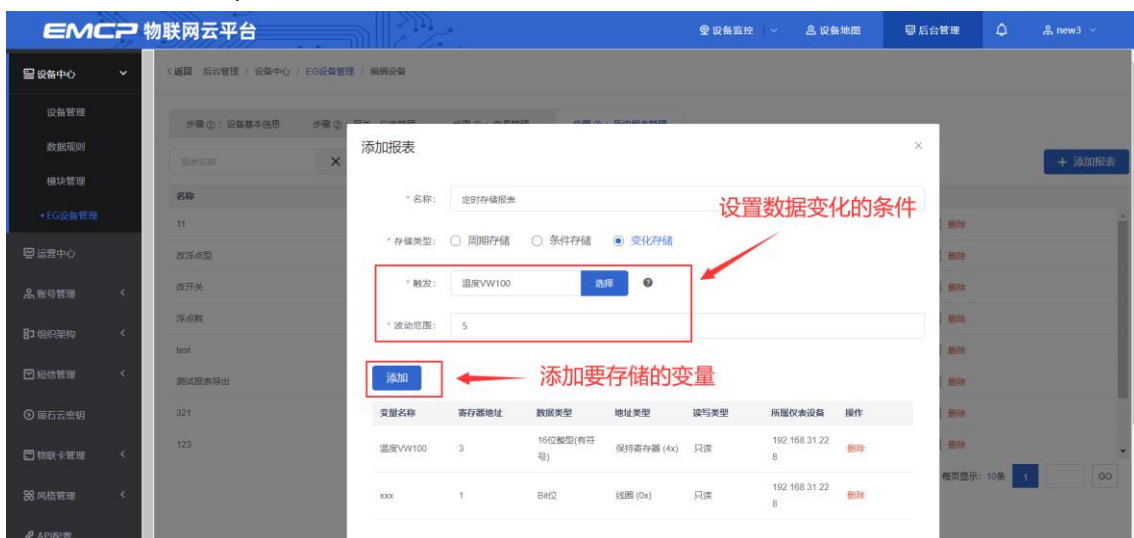 EMCP 物联网云平台 设备监控 设备地图 后台管理 new3
设备中心 <返回 后台管理 / 设备中心 / EG设备管理 / 编辑设备
设备管理
步骤①：设备基本信息
数据规则
添加报表
报表名称
+ 添加报表
模块管理
名称
* 名称: 定时存储报表
设置数据变化的条件
• EG设备管理
11 删除
* 存储类型: 周期存储 条件存储 变化存储
运营中心
改浮点型 删除
* 触发: 温度VW100 选择
账号管理
改开关 删除
浮点数 删除
* 波动范围: 5
组织架构
test 删除
短信管理
添加 添加要存储的变量
测试报表导出 删除
萤石云密钥
321 删除
变量名称 寄存器地址 数据类型 地址类型 读写类型 所属仪表设备 操作
物联卡管理
123 删除
温度VW100 3 16位整型(有符号) 保持寄存器 (4x) 只读 192.168.31.228 删除
每页显示: 10条 1 GO
风格管理
xxx 1 Bit位 线圈 (0x) 只读 192.168.31.228 删除
API配置